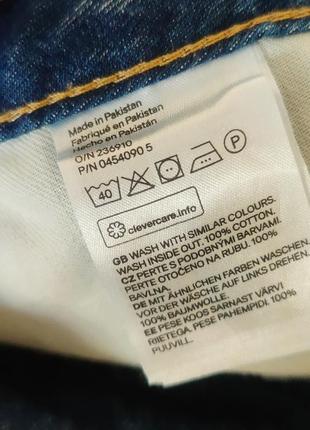 Made in Pakistan
Fabriqué en Pakistan
Hecho en Pakistán
O/N 236910
P/N 0454090 5
40
P
clevercare.info
GB WASH WITH SIMILAR COLOURS.
WASH INSIDE OUT. 100% COTTON.
CZ PERTE S PODOBNÝMI BARVAMI.
PERTE OTOČENO NA RUBU. 100%
BAVLNA.
DE MIT ÄHNLICHEN FARBEN WASCHEN.
VOR DER WÄSCHE AUF LINKS DREHEN.
100% BAUMWOLLE.
EE PESE KOOS SARNAST VÄRVI
RIIETEGA. PESE PAHEMPIDI. 100%
PUUVILL.